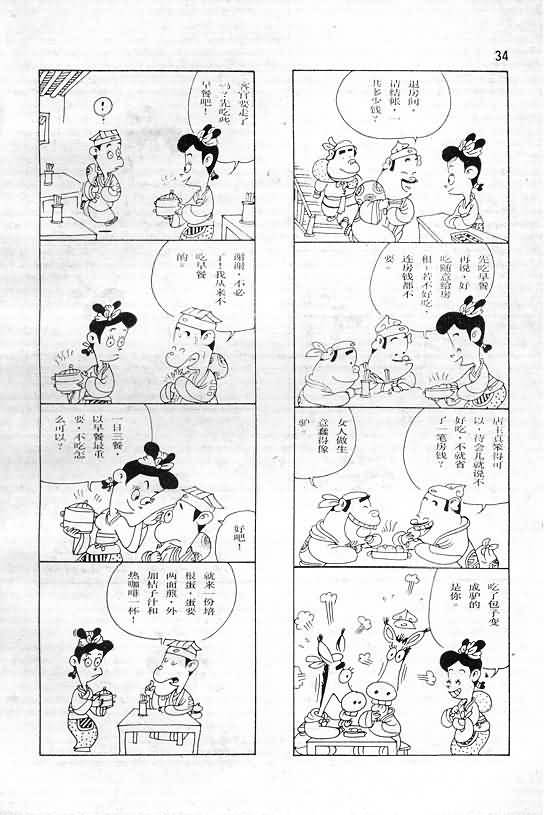 34
退房间，
请结帐，一
共多少钱？
先吃早餐
再说，好
吃随意给房
租；若不好吃，
连房钱都不
要。
店主真笨得可
以，待会儿就说不
好吃，不就省
了一笔房钱？
女人做生
意蠢得像
驴。
吃了包子变
成驴的
是你。
客官要走了
吗？先吃些
早餐吧！
！
谢谢，不必
了！我从来不
吃早餐
的。
一日三餐，
以早餐最重
要，不吃怎
么可以？
好吧！
就来一份培
根蛋，蛋要
两面煎，外
加桔子汁和
热咖啡一杯！